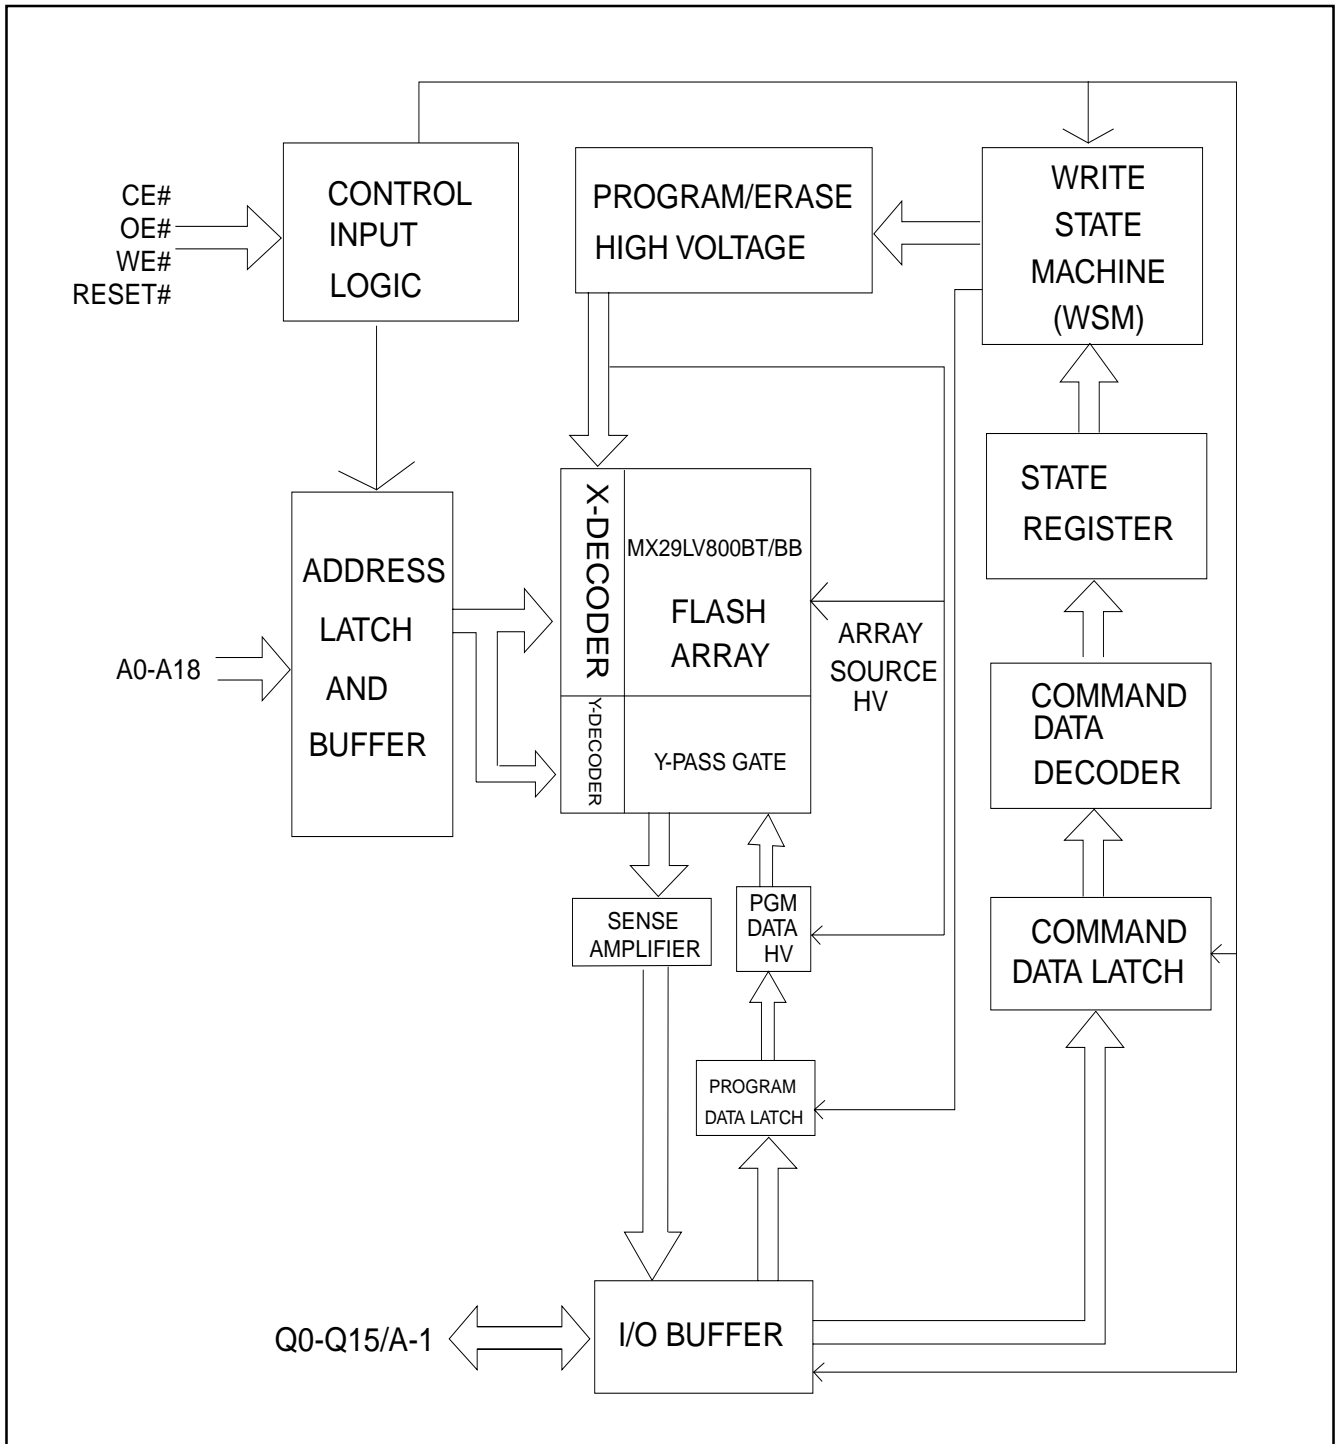 CE#
OE#
WE#
RESET#
CONTROL
INPUT
LOGIC
PROGRAM/ERASE
HIGH VOLTAGE
WRITE
STATE
MACHINE
(WSM)
STATE
REGISTER
A0-A18
ADDRESS
LATCH
AND
BUFFER
X-DECODER
MX29LV800BT/BB
FLASH
ARRAY
Y-DECODER
Y-PASS GATE
ARRAY
SOURCE
HV
COMMAND
DATA
DECODER
SENSE
AMPLIFIER
PGM
DATA
HV
COMMAND
DATA LATCH
PROGRAM
DATA LATCH
Q0-Q15/A-1
I/O BUFFER